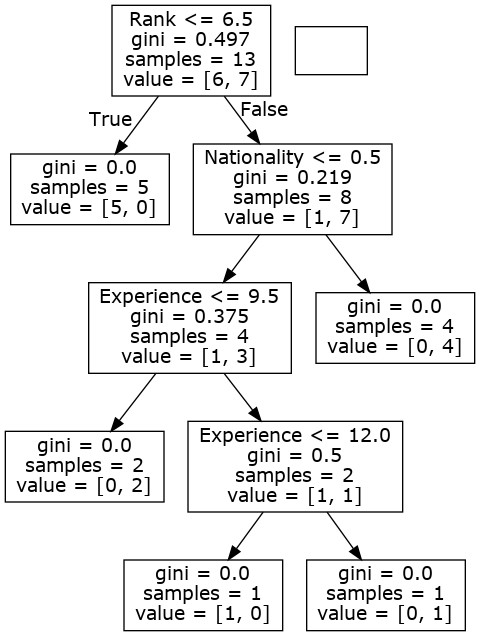 Rank <= 6.5
gini = 0.497
samples = 13
value = [6, 7]
True
False
gini = 0.0
samples = 5
value = [5, 0]
Nationality <= 0.5
gini = 0.219
samples = 8
value = [1, 7]
Experience <= 9.5
gini = 0.375
samples = 4
value = [1, 3]
gini = 0.0
samples = 4
value = [0, 4]
gini = 0.0
samples = 2
value = [0, 2]
Experience <= 12.0
gini = 0.5
samples = 2
value = [1, 1]
gini = 0.0
samples = 1
value = [1, 0]
gini = 0.0
samples = 1
value = [0, 1]